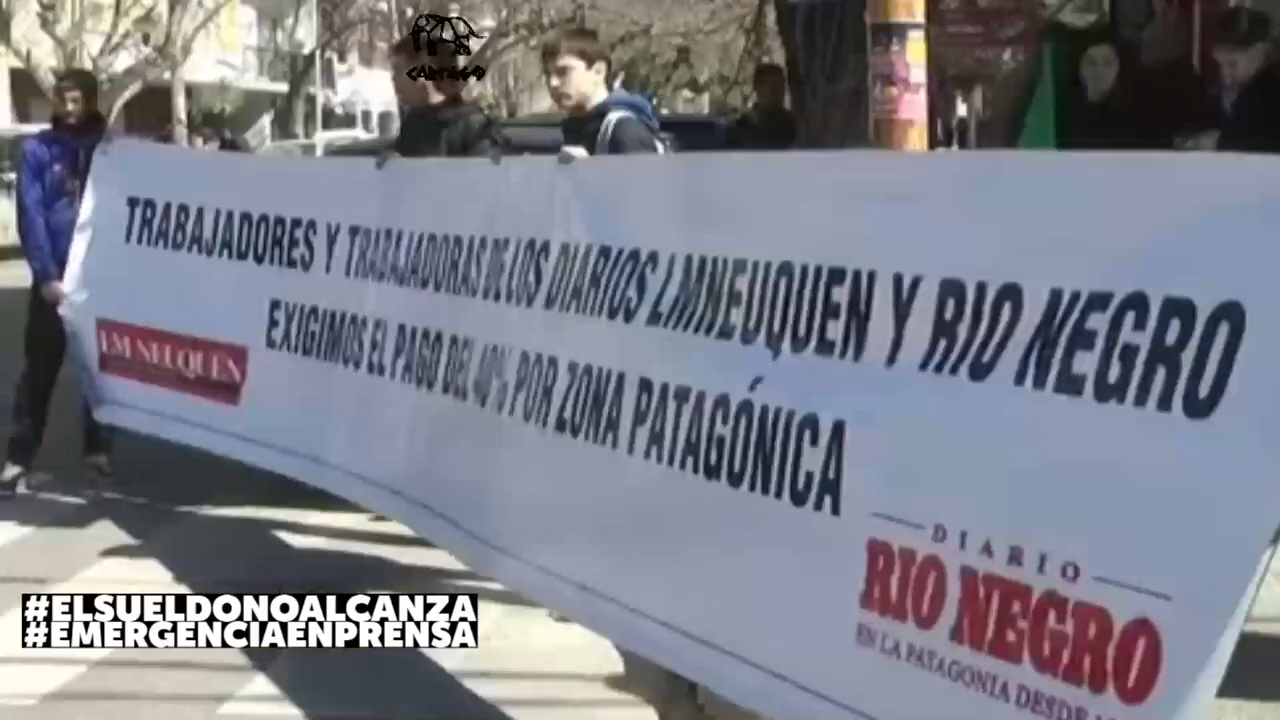 TRABAJADORES Y TRABAJADORAS DE LOS DIARIOS LMNEUQUEN Y RIO NEGRO
EXIGIMOS EL PAGO DEL 40% POR ZONA PATAGÓNICA
LM NEUQUEN
DIARIO
RIO NEGRO
EN LA PATAGONIA DESDE
#ELSUELDONOALCANZA
#EMERGENCIAENPRENSA